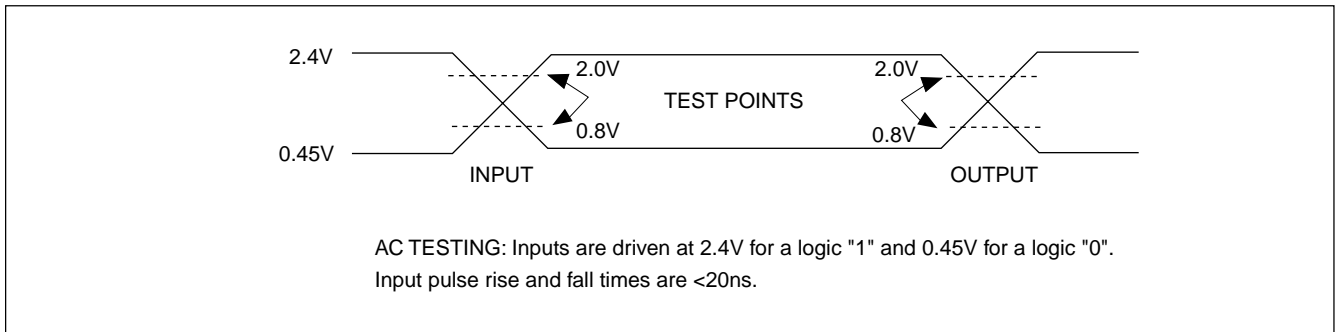 2.4V
2.0V
2.0V
TEST POINTS
0.8V
0.8V
0.45V
INPUT
OUTPUT
AC TESTING: Inputs are driven at 2.4V for a logic "1" and 0.45V for a logic "0".
Input pulse rise and fall times are <20ns.